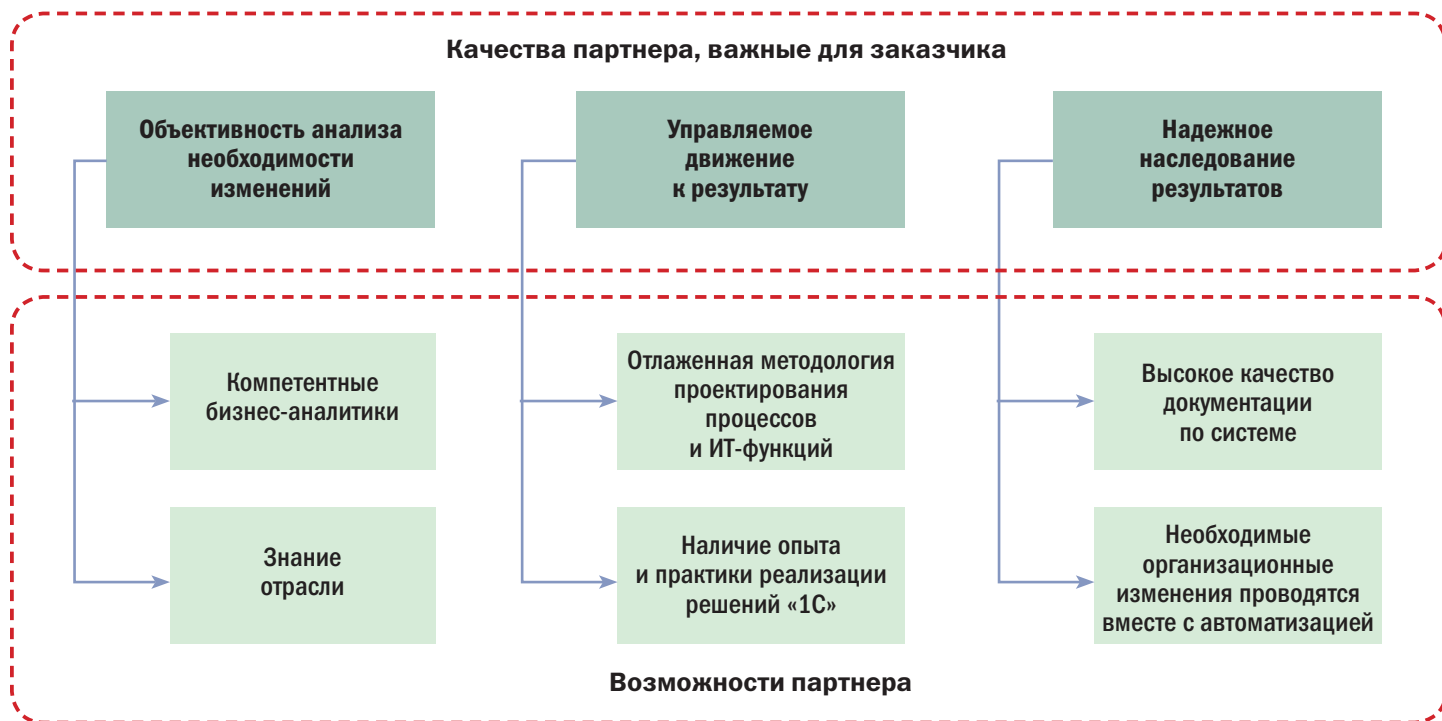 Качества партнера, важные для заказчика
Объективность анализа
необходимости
изменений
Управляемое
движение
к результату
Надежное
наследование
результатов
Компетентные
бизнес-аналитики
Отлаженная методология
проектирования
процессов
и ИТ-функций
Высокое качество
документации
по системе
Знание
отрасли
Наличие опыта
и практики реализации
решений «1С»
Необходимые
организационные
изменения проводятся
вместе с автоматизацией
Возможности партнера